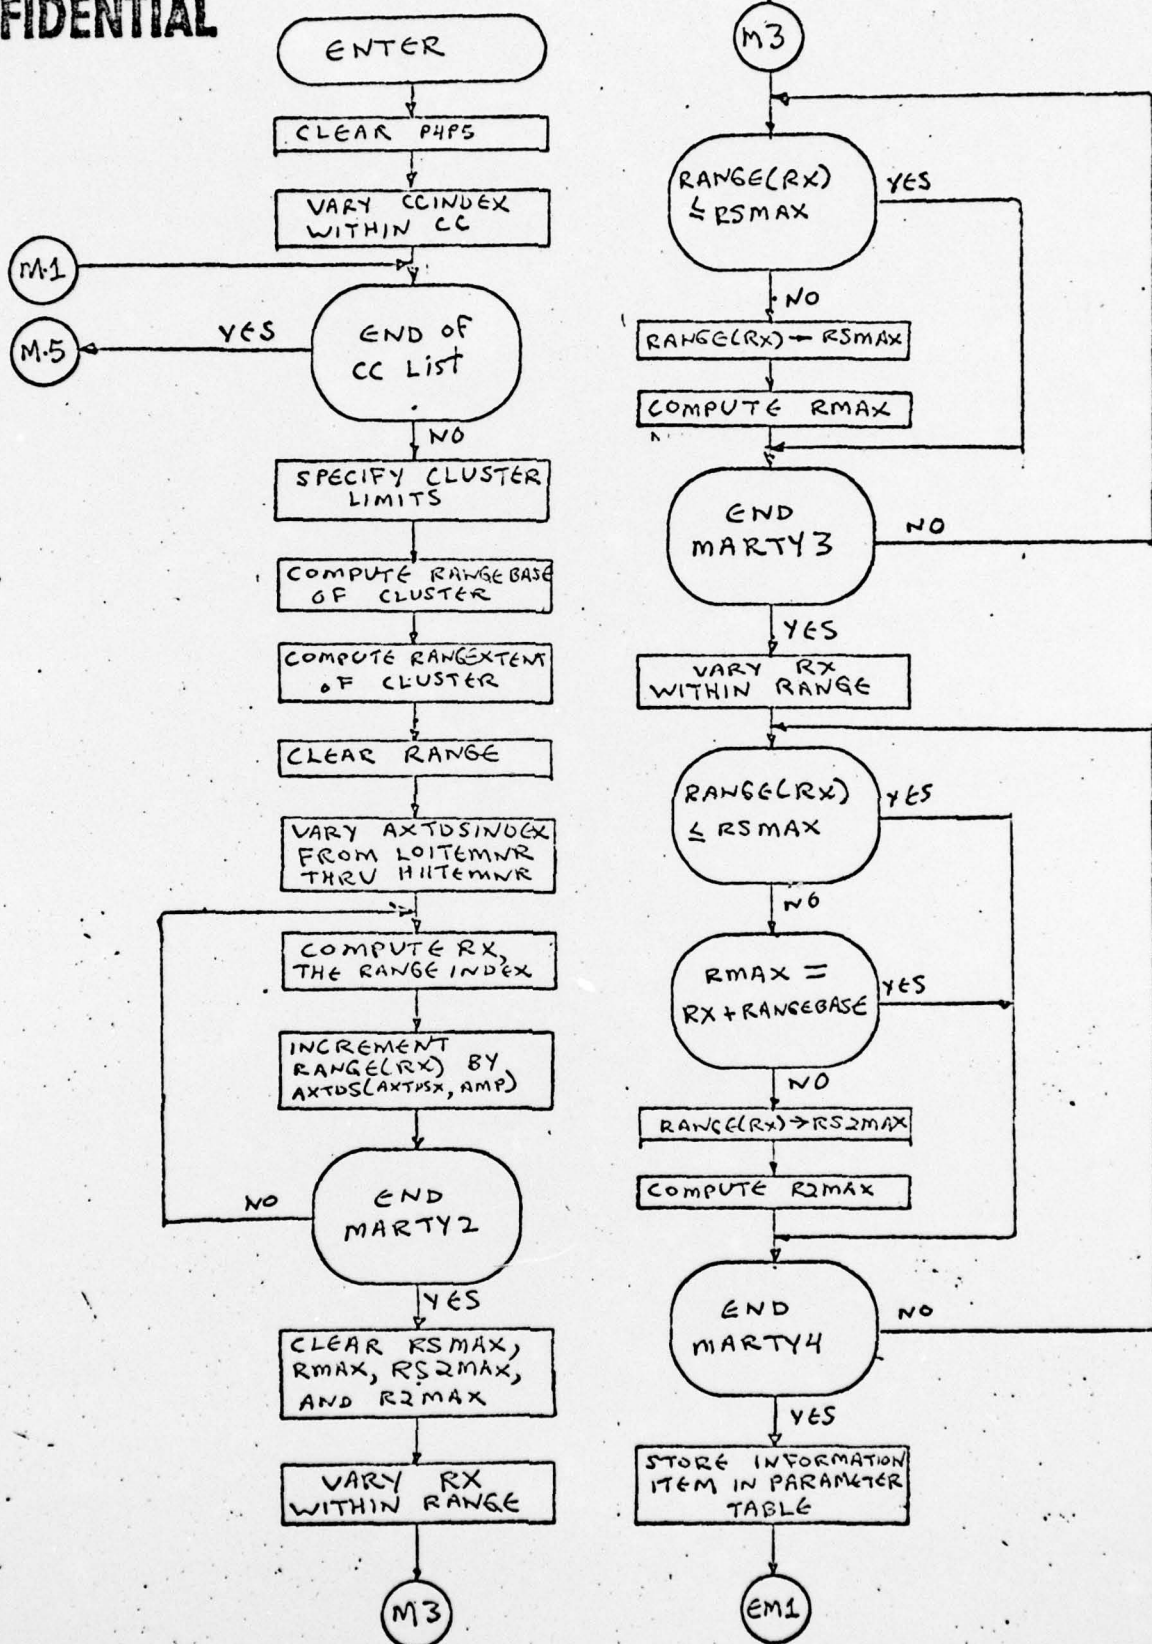 FIDENTIAL
ENTER
CLEAR P4P5
VARY CCINDEX
WITHIN CC
M.1
END OF
CC LIST
YES
M.5
NO
SPECIFY CLUSTER
LIMITS
COMPUTE RANGEBASE
OF CLUSTER
COMPUTE RANGEXTENT
OF CLUSTER
CLEAR RANGE
VARY AXTDSINDEX
FROM LOITEMNR
THRU HIITEMNR
COMPUTE RX,
THE RANGE INDEX
INCREMENT
RANGE(RX) BY
AXTDS(AXTDSX, AMP)
END
MARTY2
NO
YES
CLEAR RSMAX,
RMAX, RS2MAX,
AND R2MAX
VARY RX
WITHIN RANGE
M3
M3
RANGE(RX)
≤ RSMAX
YES
NO
RANGE(RX) → RSMAX
COMPUTE RMAX
END
MARTY3
NO
YES
VARY RX
WITHIN RANGE
RANGE(RX)
≤ RSMAX
YES
NO
RMAX =
RX + RANGEBASE
YES
NO
RANGE(RX)→RS2MAX
COMPUTE R2MAX
END
MARTY4
NO
YES
STORE INFORMATION
ITEM IN PARAMETER
TABLE
EM1